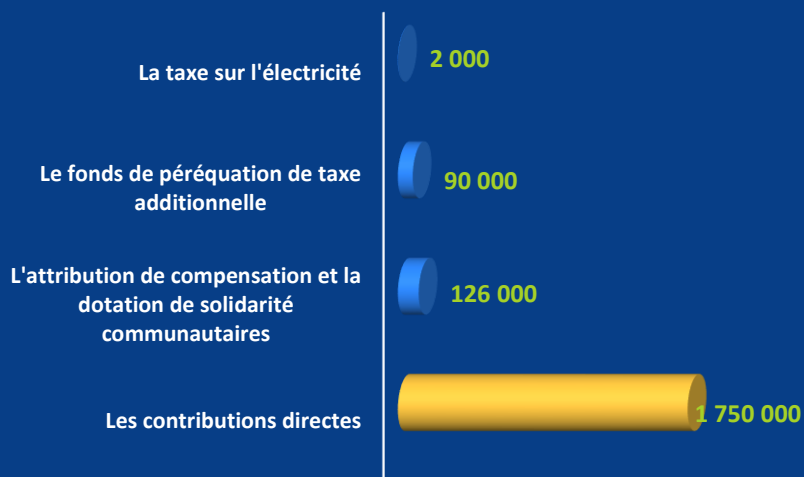 La taxe sur l'électricité
2 000
Le fonds de péréquation de taxe
additionnelle
90 000
L'attribution de compensation et la
dotation de solidarité
communautaires
126 000
Les contributions directes
1 750 000